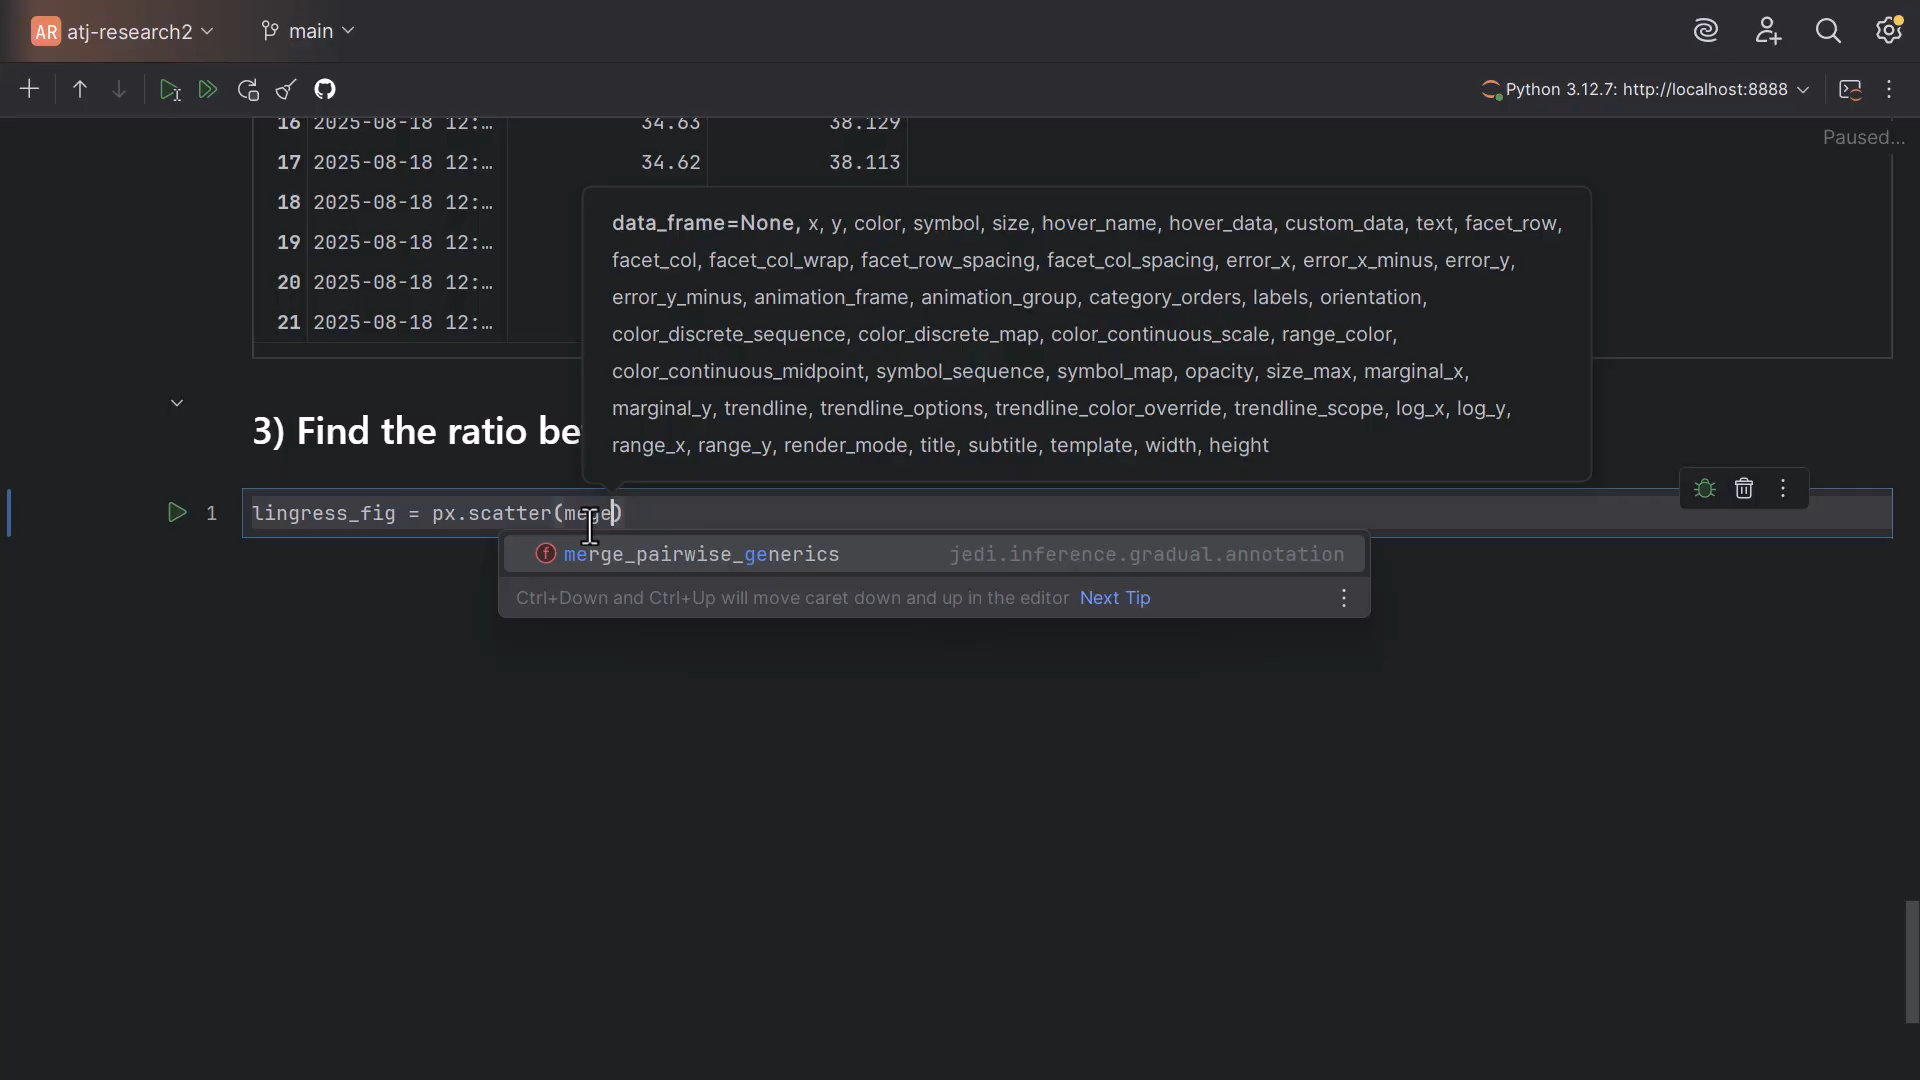 AR atj-research2 main
Python 3.12.7: http://localhost:8888
Paused...
16 2025-08-18 12:… 34.63 38.129
17 2025-08-18 12:… 34.62 38.113
18 2025-08-18 12:…
19 2025-08-18 12:…
20 2025-08-18 12:…
21 2025-08-18 12:…
data_frame=None, x, y, color, symbol, size, hover_name, hover_data, custom_data, text, facet_row,
facet_col, facet_col_wrap, facet_row_spacing, facet_col_spacing, error_x, error_x_minus, error_y,
error_y_minus, animation_frame, animation_group, category_orders, labels, orientation,
color_discrete_sequence, color_discrete_map, color_continuous_scale, range_color,
color_continuous_midpoint, symbol_sequence, symbol_map, opacity, size_max, marginal_x,
marginal_y, trendline, trendline_options, trendline_color_override, trendline_scope, log_x, log_y,
range_x, range_y, render_mode, title, subtitle, template, width, height
3) Find the ratio be
1 lingress_fig = px.scatter(mege)
f merge_pairwise_generics jedi.inference.gradual.annotation
Ctrl+Down and Ctrl+Up will move caret down and up in the editor Next Tip